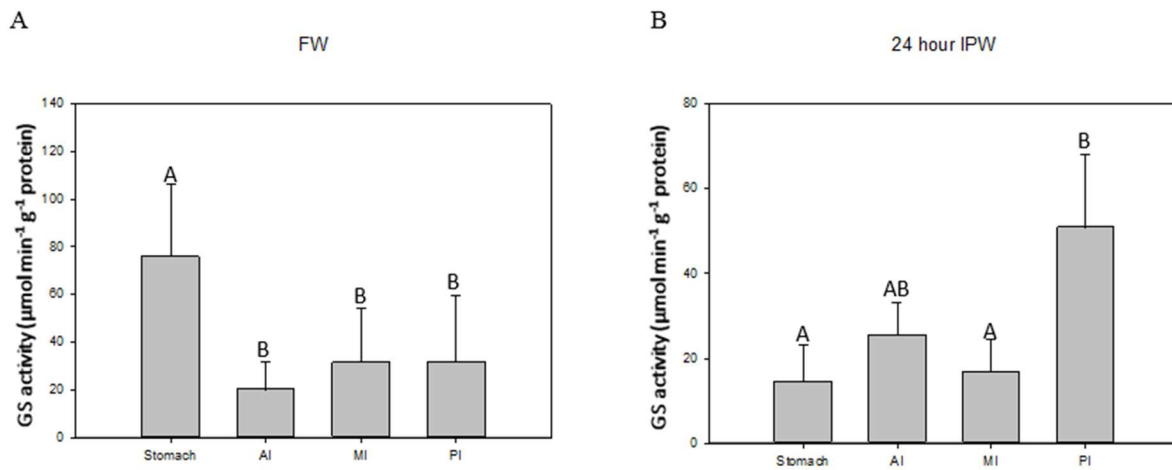 A
FW
GS activity (µmol min⁻¹ g⁻¹ protein)
140
120
100
80
60
40
20
0
A
B
B
B
Stomach AI MI PI
B
24 hour IPW
GS activity (µmol min⁻¹ g⁻¹ protein)
80
60
40
20
0
A
AB
A
B
Stomach AI MI PI